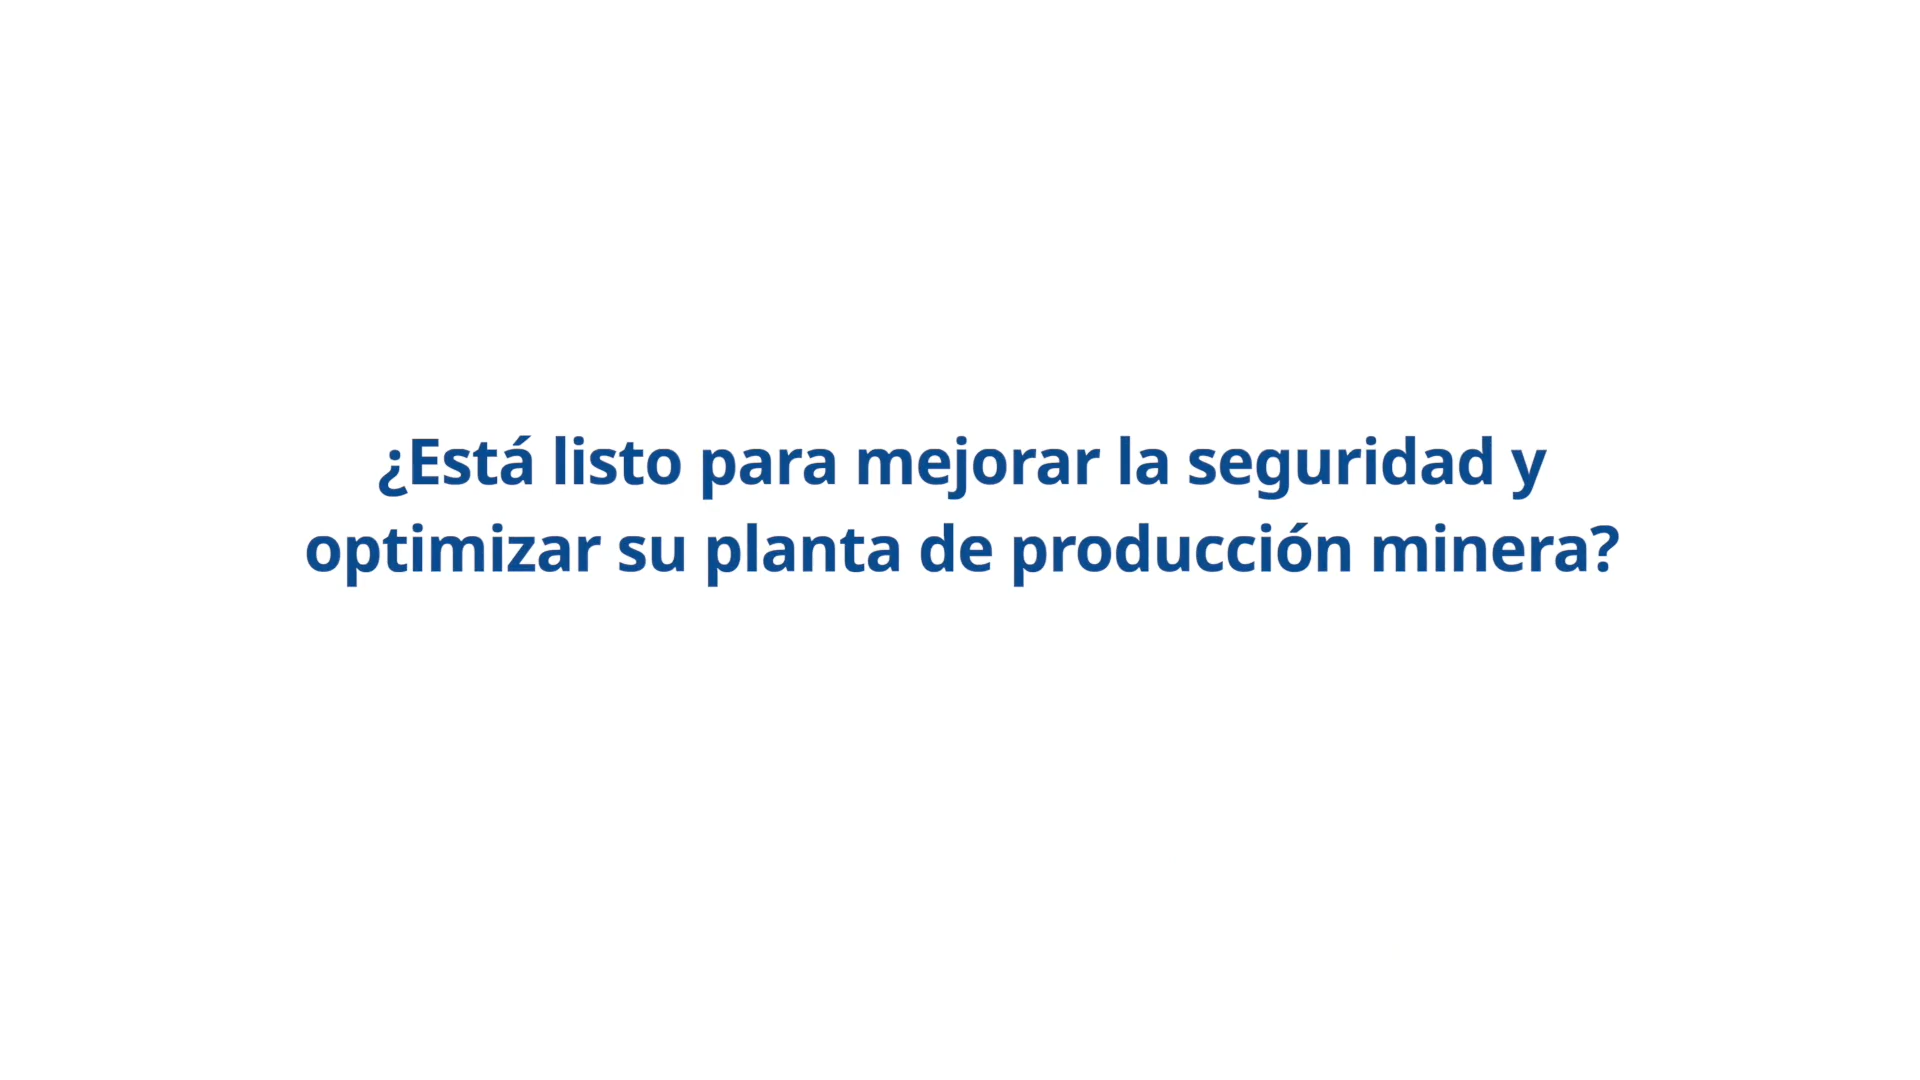 ¿Está listo para mejorar la seguridad y
optimizar su planta de producción minera?